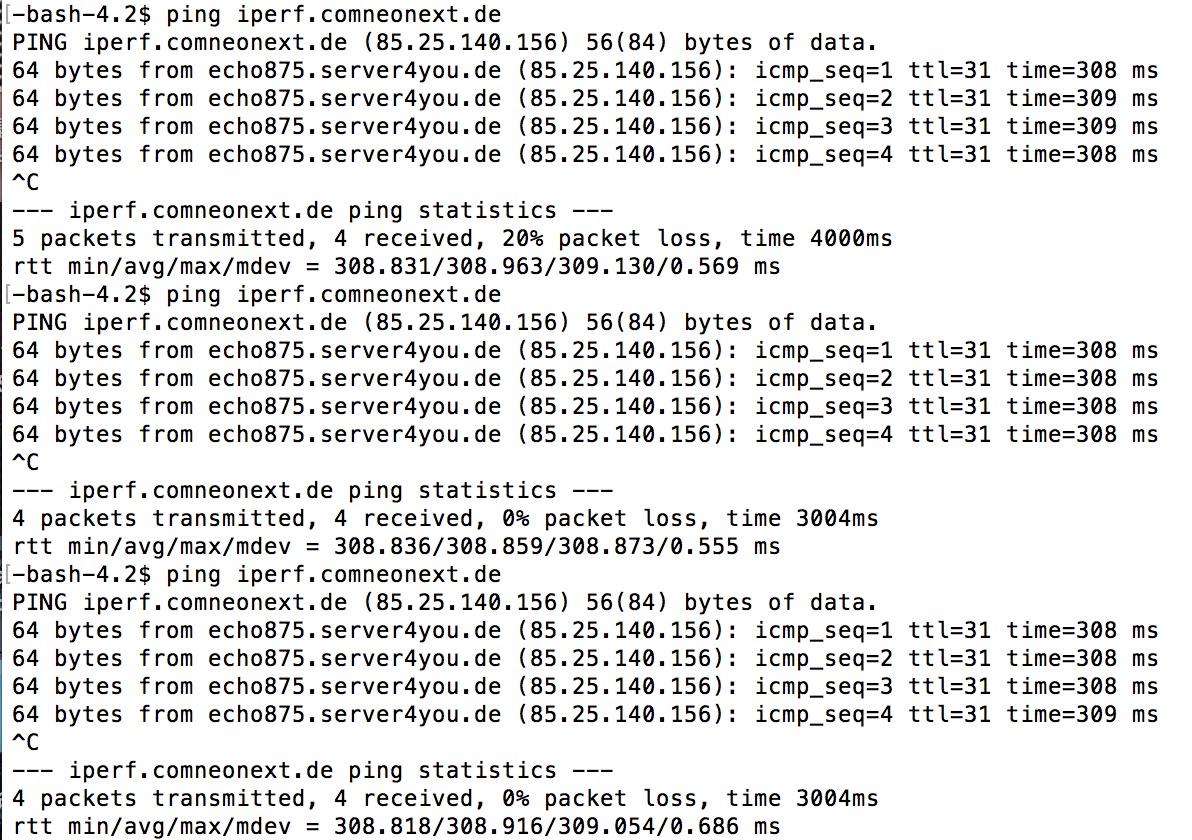 [-bash-4.2$ ping iperf.comneonext.de
PING iperf.comneonext.de (85.25.140.156) 56(84) bytes of data.
64 bytes from echo875.server4you.de (85.25.140.156): icmp_seq=1 ttl=31 time=308 ms
64 bytes from echo875.server4you.de (85.25.140.156): icmp_seq=2 ttl=31 time=309 ms
64 bytes from echo875.server4you.de (85.25.140.156): icmp_seq=3 ttl=31 time=309 ms
64 bytes from echo875.server4you.de (85.25.140.156): icmp_seq=4 ttl=31 time=308 ms
^C
--- iperf.comneonext.de ping statistics ---
5 packets transmitted, 4 received, 20% packet loss, time 4000ms
rtt min/avg/max/mdev = 308.831/308.963/309.130/0.569 ms
[-bash-4.2$ ping iperf.comneonext.de
PING iperf.comneonext.de (85.25.140.156) 56(84) bytes of data.
64 bytes from echo875.server4you.de (85.25.140.156): icmp_seq=1 ttl=31 time=308 ms
64 bytes from echo875.server4you.de (85.25.140.156): icmp_seq=2 ttl=31 time=308 ms
64 bytes from echo875.server4you.de (85.25.140.156): icmp_seq=3 ttl=31 time=308 ms
64 bytes from echo875.server4you.de (85.25.140.156): icmp_seq=4 ttl=31 time=308 ms
^C
--- iperf.comneonext.de ping statistics ---
4 packets transmitted, 4 received, 0% packet loss, time 3004ms
rtt min/avg/max/mdev = 308.836/308.859/308.873/0.555 ms
[-bash-4.2$ ping iperf.comneonext.de
PING iperf.comneonext.de (85.25.140.156) 56(84) bytes of data.
64 bytes from echo875.server4you.de (85.25.140.156): icmp_seq=1 ttl=31 time=308 ms
64 bytes from echo875.server4you.de (85.25.140.156): icmp_seq=2 ttl=31 time=308 ms
64 bytes from echo875.server4you.de (85.25.140.156): icmp_seq=3 ttl=31 time=308 ms
64 bytes from echo875.server4you.de (85.25.140.156): icmp_seq=4 ttl=31 time=309 ms
^C
--- iperf.comneonext.de ping statistics ---
4 packets transmitted, 4 received, 0% packet loss, time 3004ms
rtt min/avg/max/mdev = 308.818/308.916/309.054/0.686 ms